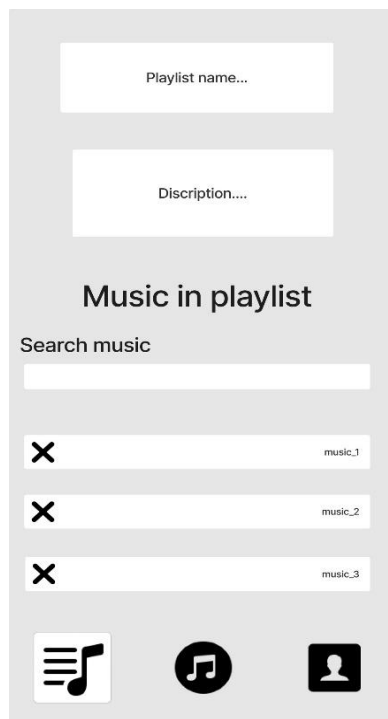 Playlist name...
Discription....
Music in playlist
Search music
music_1
music_2
music_3